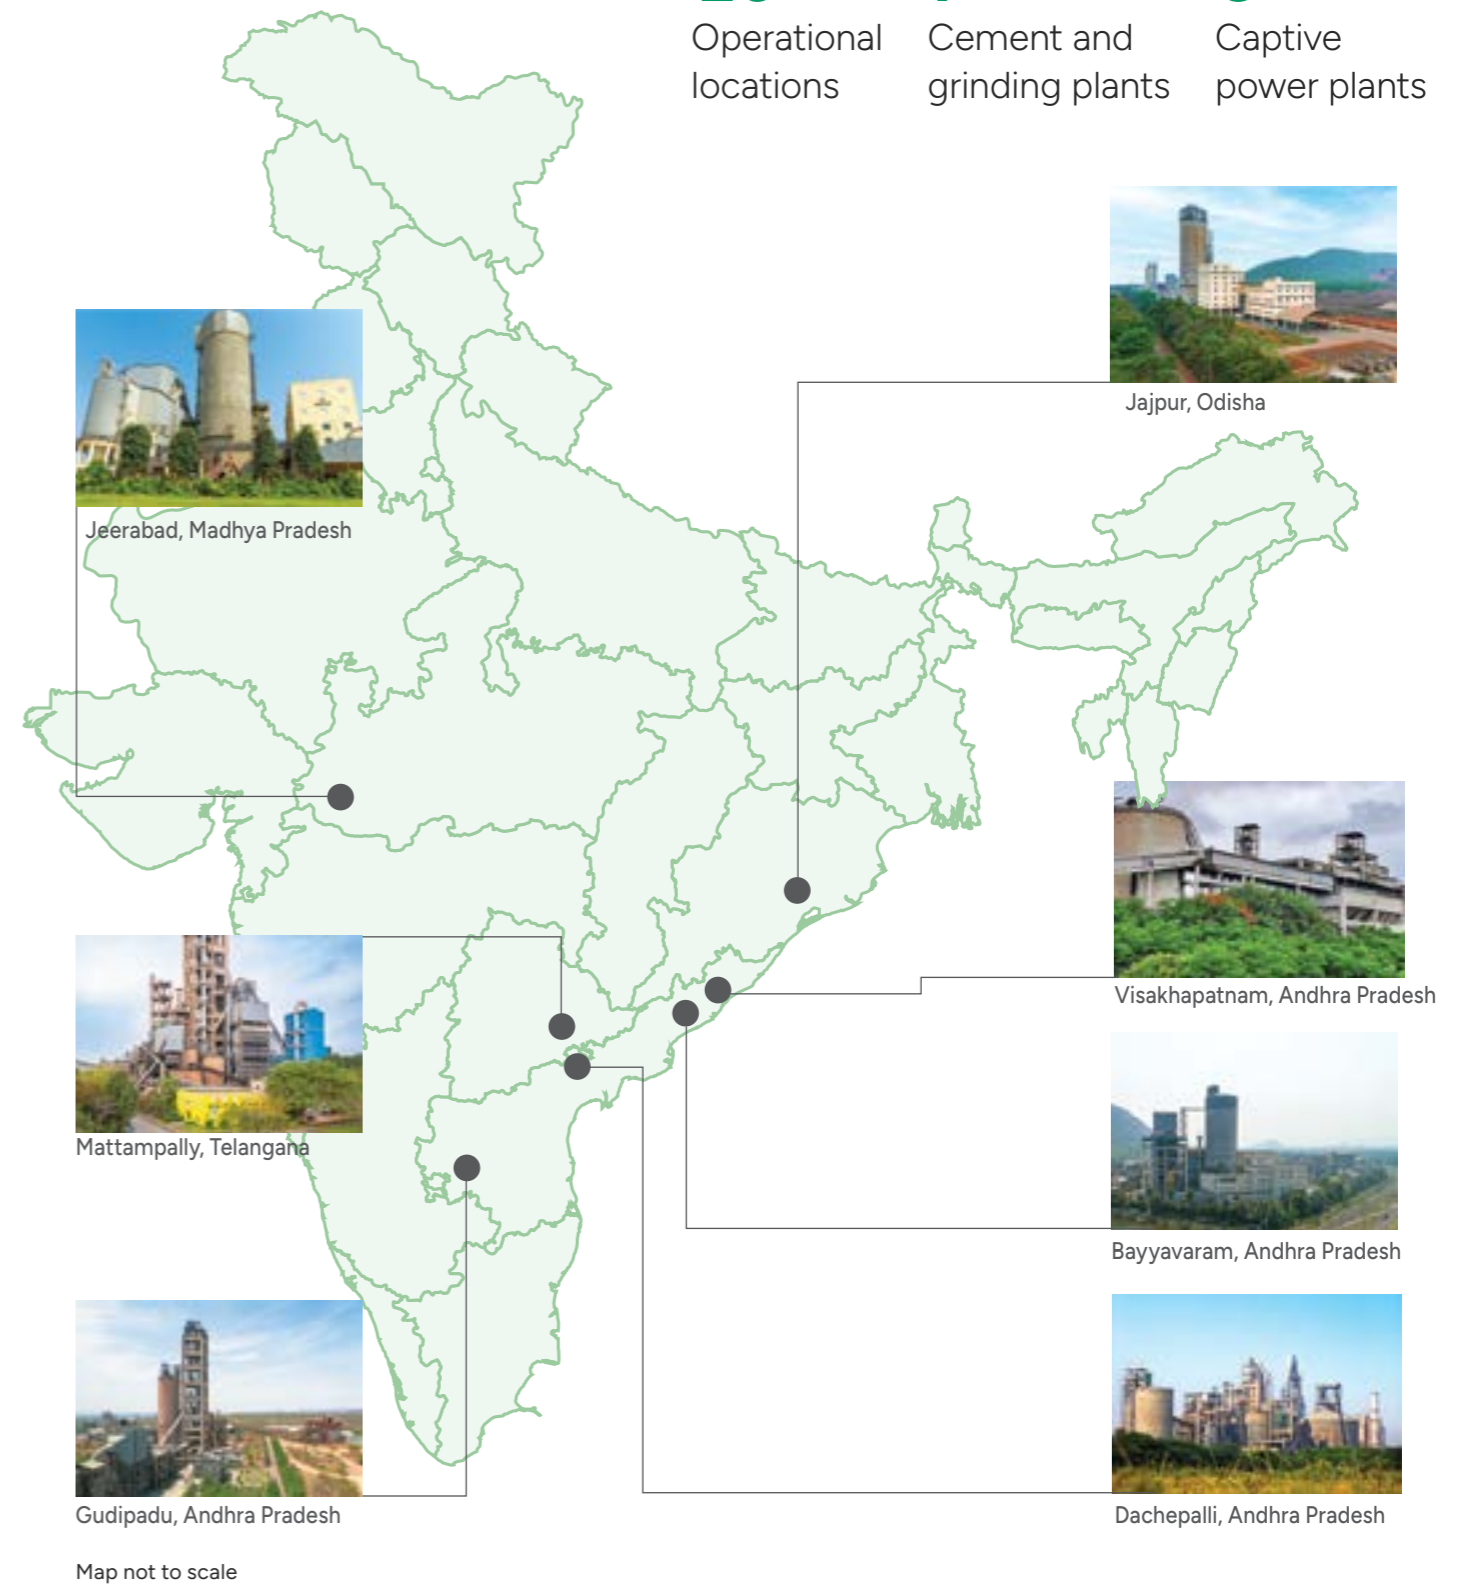 Operational
locations
Cement and
grinding plants
Captive
power plants
Jajpur, Odisha
Jeerabad, Madhya Pradesh
Visakhapatnam, Andhra Pradesh
Mattampally, Telangana
Bayyavaram, Andhra Pradesh
Gudipadu, Andhra Pradesh
Dachepalli, Andhra Pradesh
Map not to scale